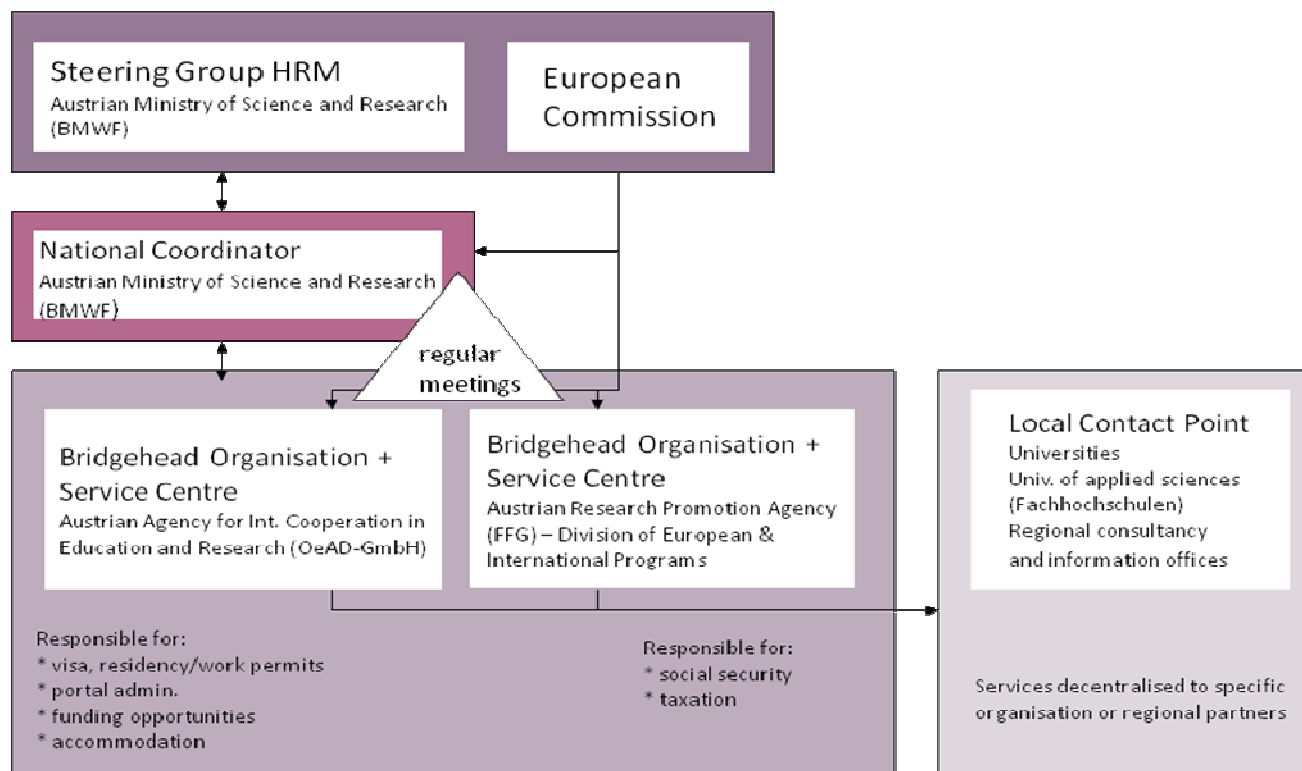 Steering Group HRM
Austrian Ministry of Science and Research
(BMWF)
European
Commission
National Coordinator
Austrian Ministry of Science and Research
(BMWF)
regular
meetings
Bridgehead Organisation +
Service Centre
Austrian Agency for Int. Cooperation in
Education and Research (OeAD-GmbH)
Bridgehead Organisation +
Service Centre
Austrian Research Promotion Agency
(FFG) – Division of European &
International Programs
Local Contact Point
Universities
Univ. of applied sciences
(Fachhochschulen)
Regional consultancy
and information offices
Responsible for:
* visa, residency/work permits
* portal admin.
* funding opportunities
* accommodation
Responsible for:
* social security
* taxation
Services decentralised to specific
organisation or regional partners